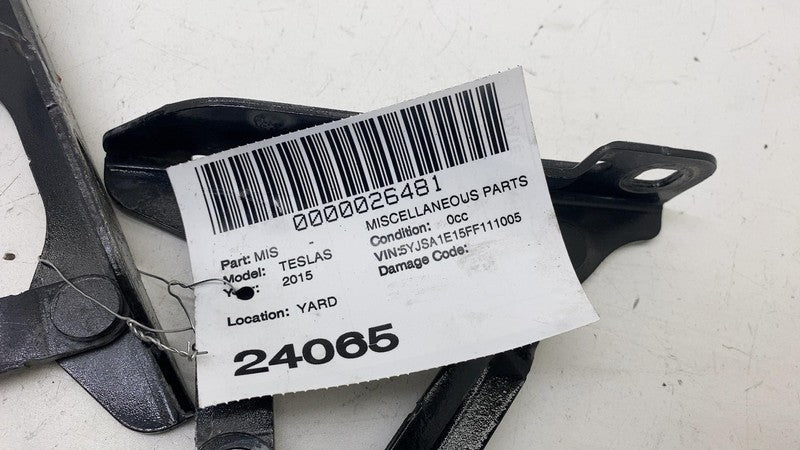 0000026481
Part: MIS MISCELLANEOUS PARTS
Model: TESLAS Condition: 0cc
2015 VIN:5YJSA1E15FF111005
Damage Code:
Location: YARD
24065